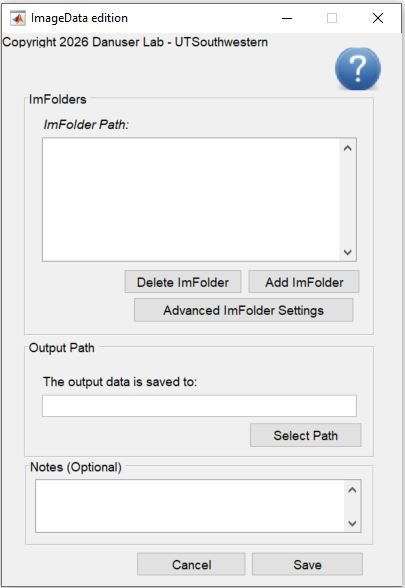 ImageData edition
Copyright 2026 Danuser Lab - UTSouthwestern
?
ImFolders
ImFolder Path:
Delete ImFolder
Add ImFolder
Advanced ImFolder Settings
Output Path
The output data is saved to:
Select Path
Notes (Optional)
Cancel
Save